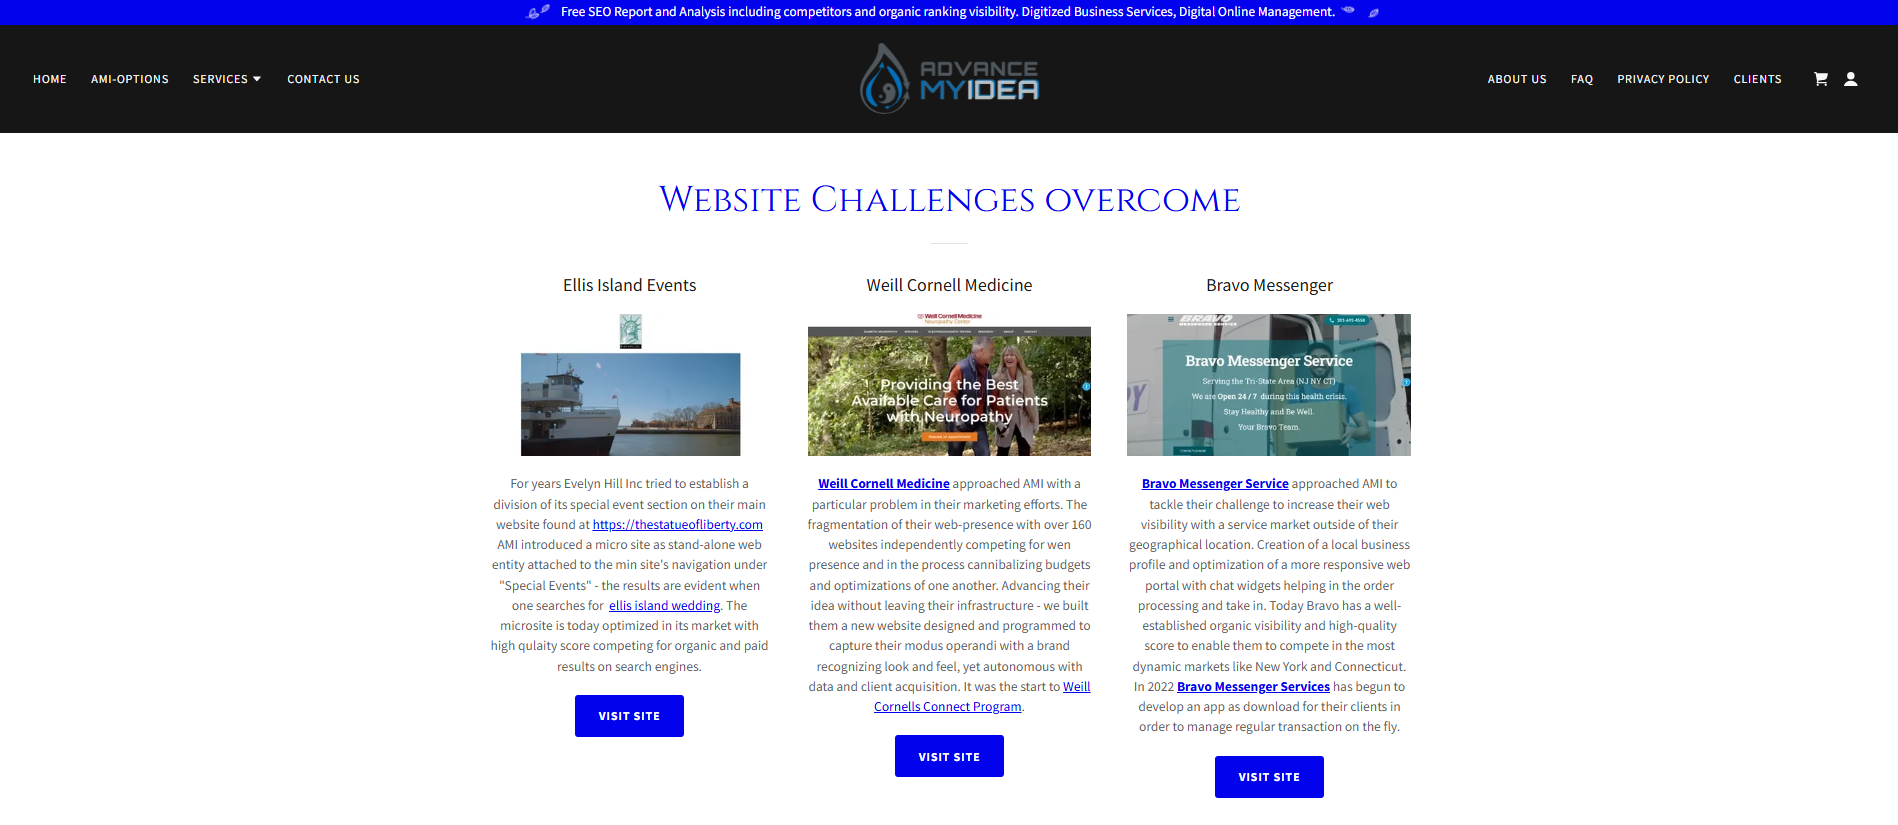 Free SEO Report and Analysis including competitors and organic ranking visibility. Digitized Business Services, Digital Online Management.
HOME AMI-OPTIONS SERVICES CONTACT US
ADVANCE
MYIDEA
ABOUT US FAQ PRIVACY POLICY CLIENTS
WEBSITE CHALLENGES OVERCOME
Ellis Island Events
For years Evelyn Hill Inc tried to establish a
division of its special event section on their main
website found at https://thestatueofliberty.com
AMI introduced a micro site as stand-alone web
entity attached to the min site's navigation under
"Special Events" - the results are evident when
one searches for ellis island wedding. The
microsite is today optimized in its market with
high qulaity score competing for organic and paid
results on search engines.
VISIT SITE
Weill Cornell Medicine
Weill Cornell Medicine
Neuropathy Center
Providing the Best
Available Care for Patients
with Neuropathy
Weill Cornell Medicine approached AMI with a
particular problem in their marketing efforts. The
fragmentation of their web-presence with over 160
websites independently competing for wen
presence and in the process cannibalizing budgets
and optimizations of one another. Advancing their
idea without leaving their infrastructure - we built
them a new website designed and programmed to
capture their modus operandi with a brand
recognizing look and feel, yet autonomous with
data and client acquisition. It was the start to Weill
Cornells Connect Program.
VISIT SITE
Bravo Messenger
BRAVO
MESSENGER SERVICE
Bravo Messenger Service
Serving the Tri-State Area (NJ NY CT)
We are Open 24 / 7 during this health crisis.
Stay Healthy and Be Well.
Your Bravo Team.
Bravo Messenger Service approached AMI to
tackle their challenge to increase their web
visibility with a service market outside of their
geographical location. Creation of a local business
profile and optimization of a more responsive web
portal with chat widgets helping in the order
processing and take in. Today Bravo has a well-
established organic visibility and high-quality
score to enable them to compete in the most
dynamic markets like New York and Connecticut.
In 2022 Bravo Messenger Services has begun to
develop an app as download for their clients in
order to manage regular transaction on the fly.
VISIT SITE